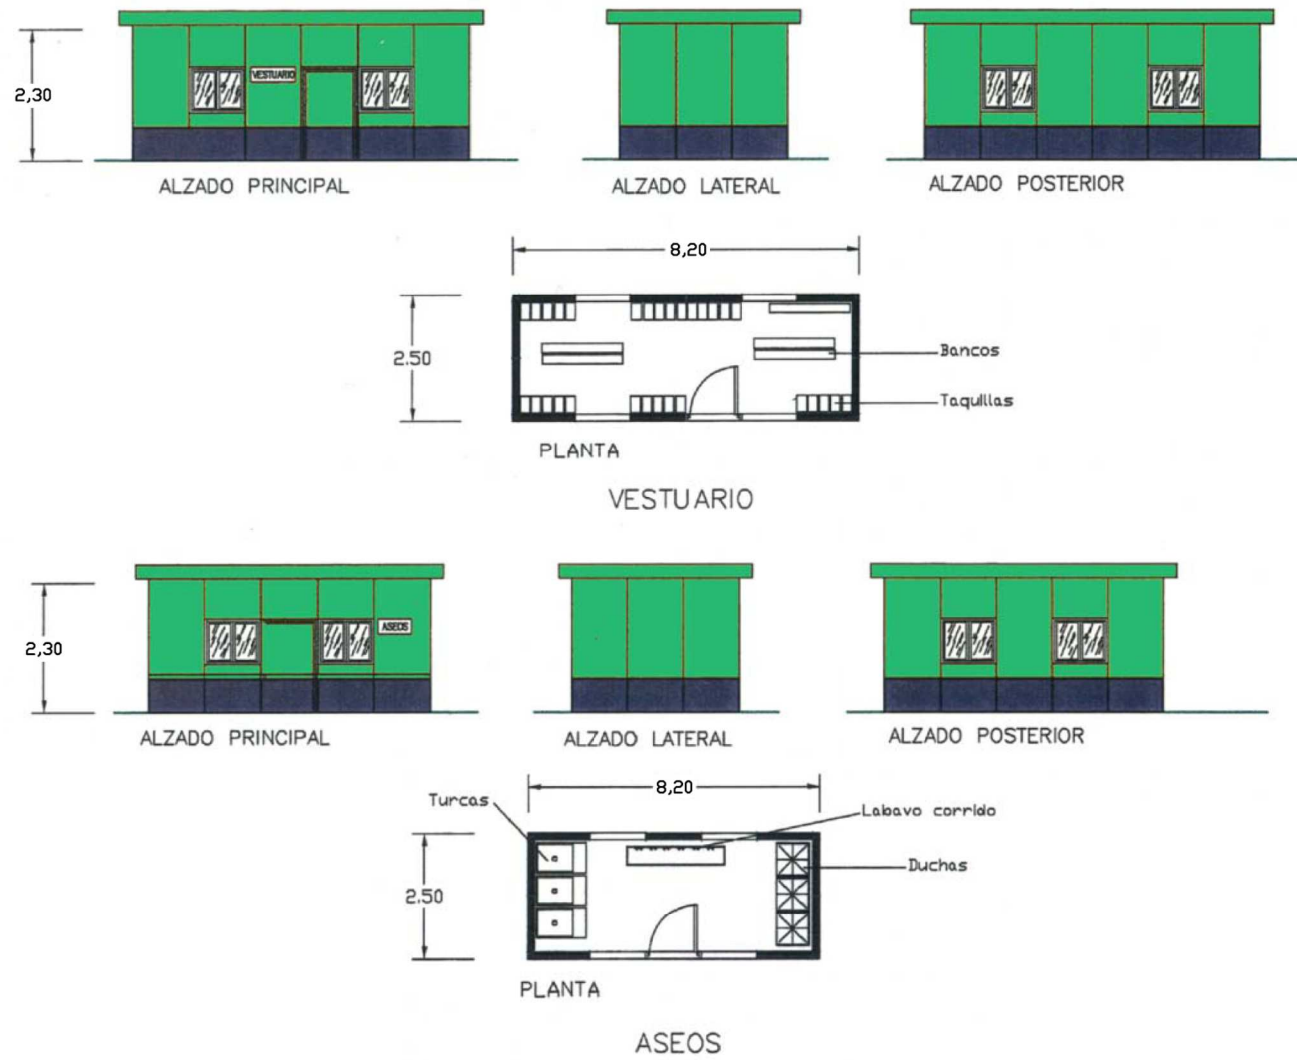 2,30
VESTUARIO
ALZADO PRINCIPAL
ALZADO LATERAL
ALZADO POSTERIOR
8,20
2.50
Bancos
Taquillas
PLANTA
VESTUARIO
2,30
ASEOS
ALZADO PRINCIPAL
ALZADO LATERAL
ALZADO POSTERIOR
8,20
Turcas
Labavo corrido
Duchas
2.50
PLANTA
ASEOS